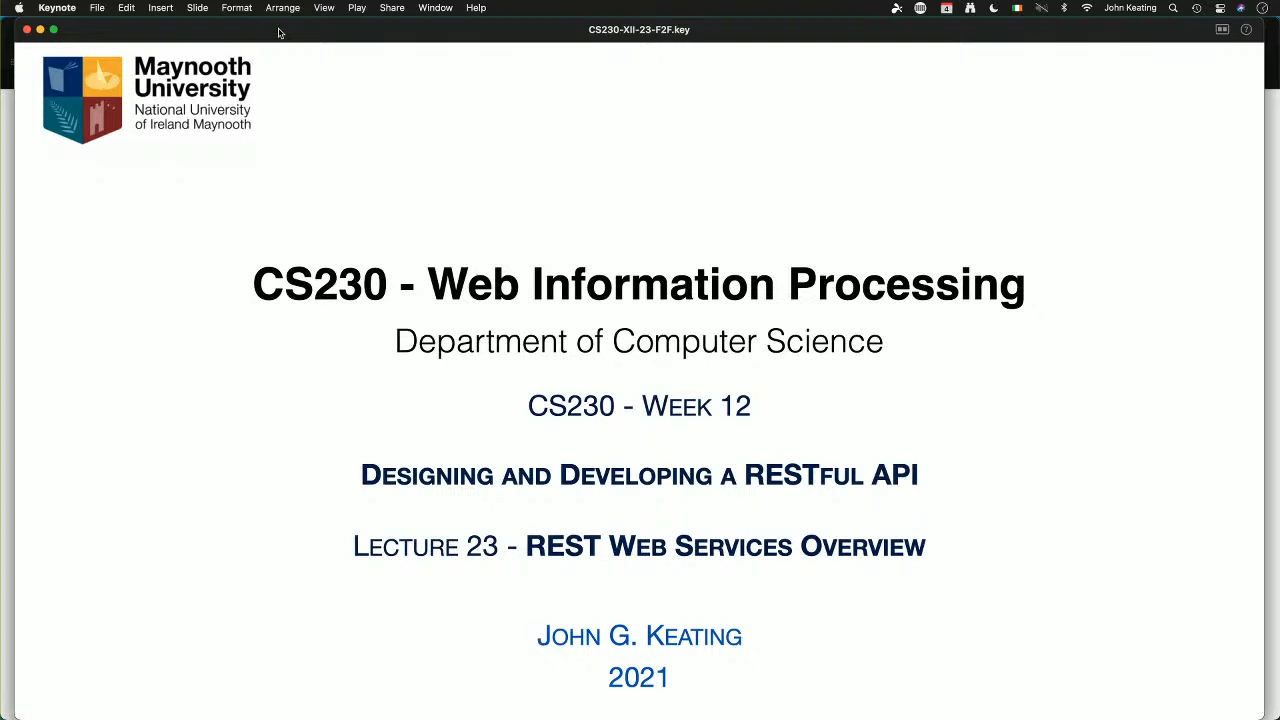 Keynote File Edit Insert Slide Format Arrange View Play Share Window Help 4 John Keating
CS230-XII-23-F2F.key
Maynooth
University
National University
of Ireland Maynooth
CS230 - Web Information Processing
Department of Computer Science
CS230 - WEEK 12
DESIGNING AND DEVELOPING A RESTFUL API
LECTURE 23 - REST WEB SERVICES OVERVIEW
JOHN G. KEATING
2021